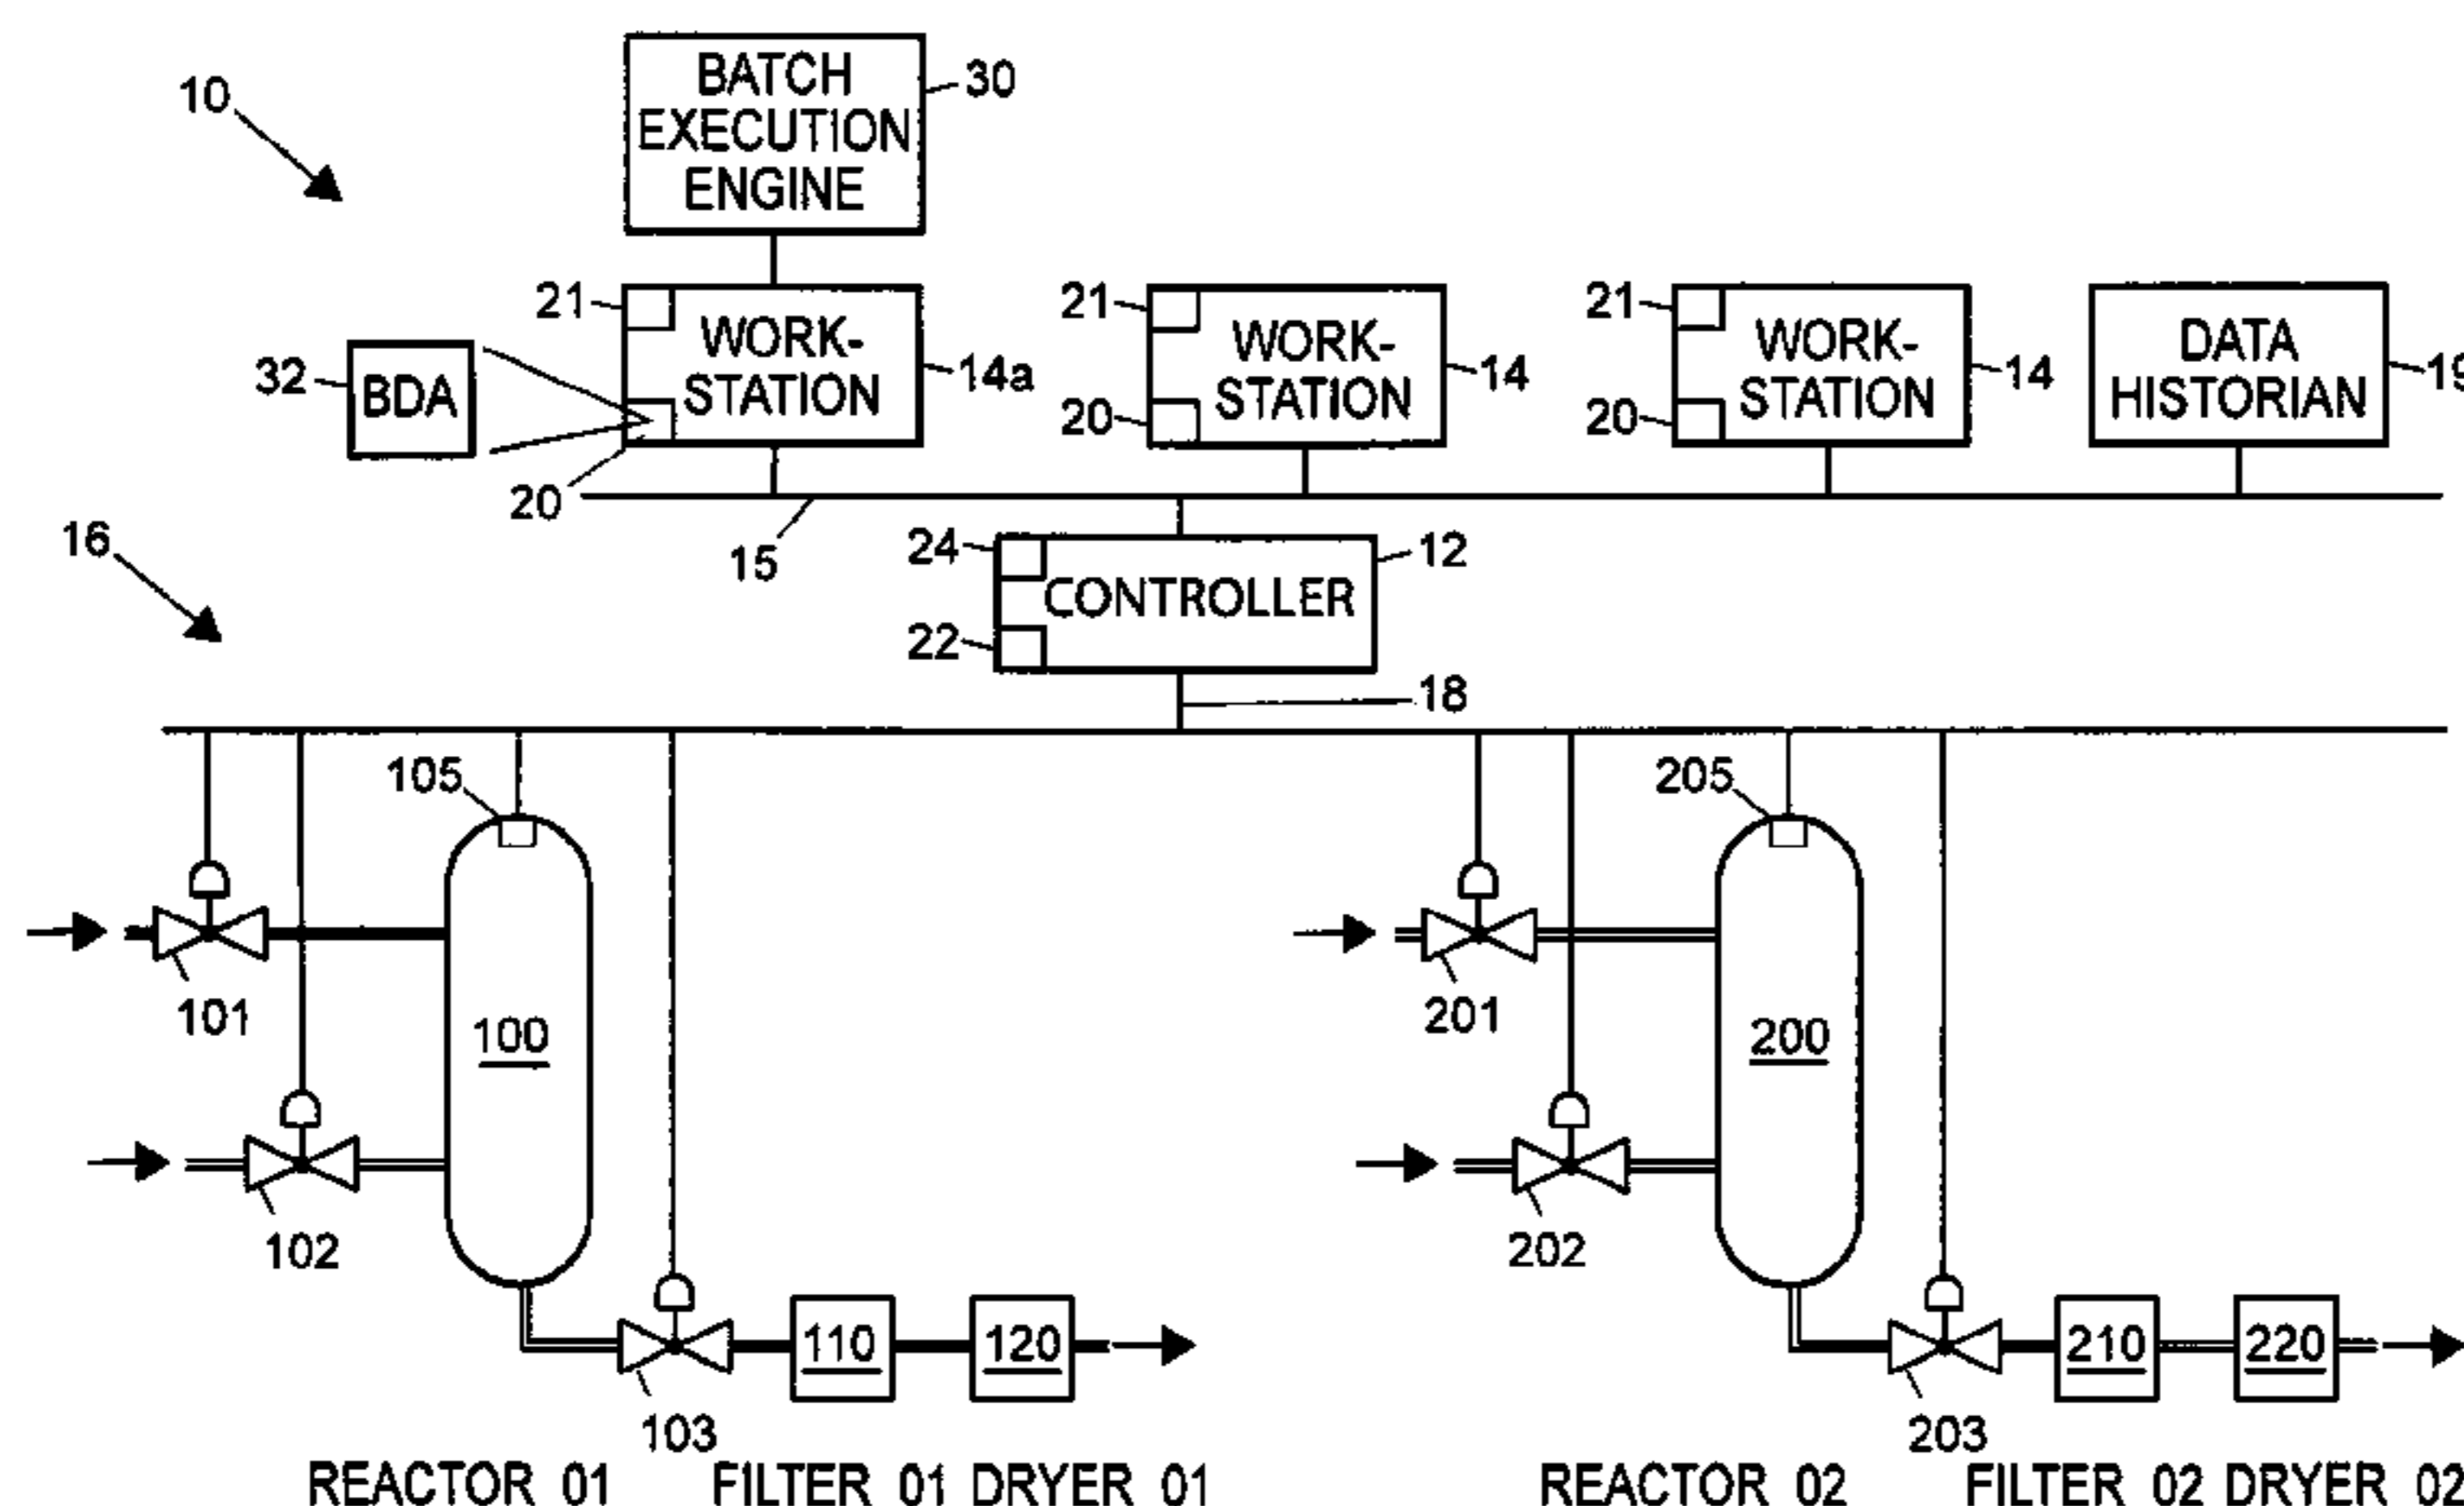 10
BATCH
EXECUTION
ENGINE
30
21
WORK-
STATION
14a
32
BDA
20
21
WORK-
STATION
14
20
21
WORK-
STATION
14
20
DATA
HISTORIAN
19
15
16
24
CONTROLLER
12
22
18
105
205
101
201
100
200
102
202
110
120
210
220
103
203
REACTOR 01
FILTER 01
DRYER 01
REACTOR 02
FILTER 02
DRYER 02